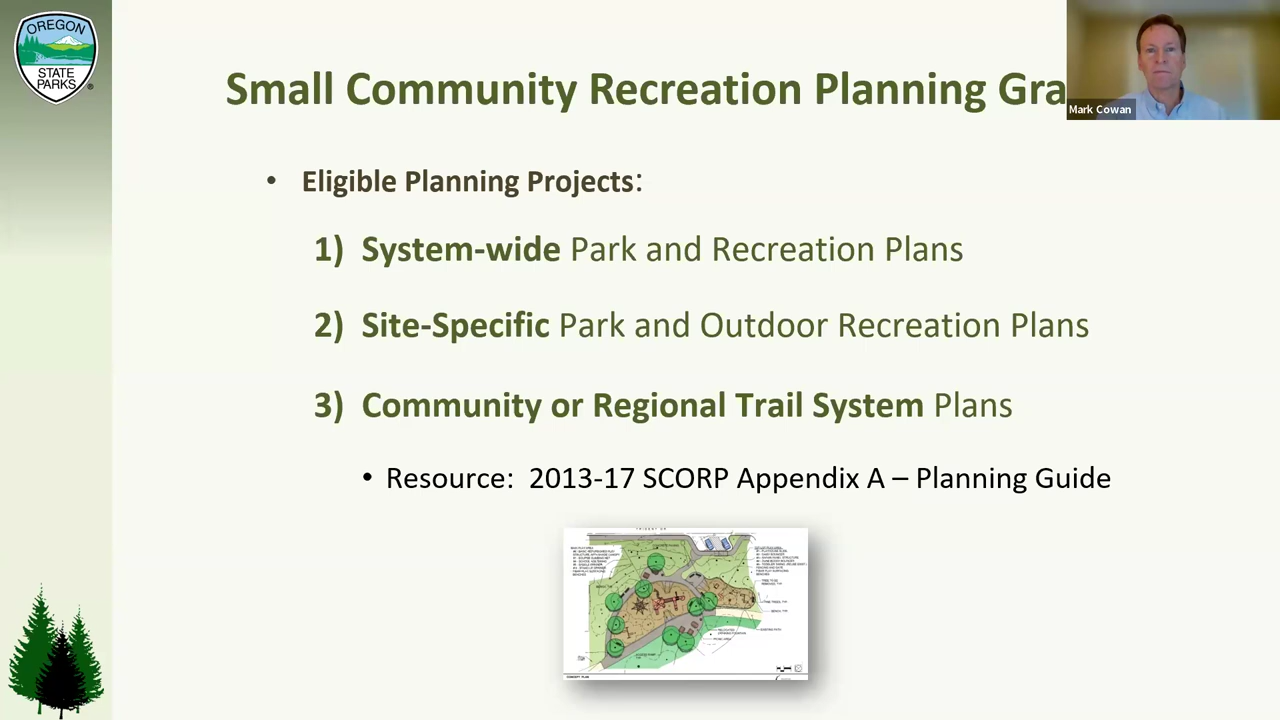 OREGON
STATE
PARKS
Small Community Recreation Planning Gra
Mark Cowan
• Eligible Planning Projects:
1) System-wide Park and Recreation Plans
2) Site-Specific Park and Outdoor Recreation Plans
3) Community or Regional Trail System Plans
• Resource: 2013-17 SCORP Appendix A – Planning Guide
CONCEPT PLAN